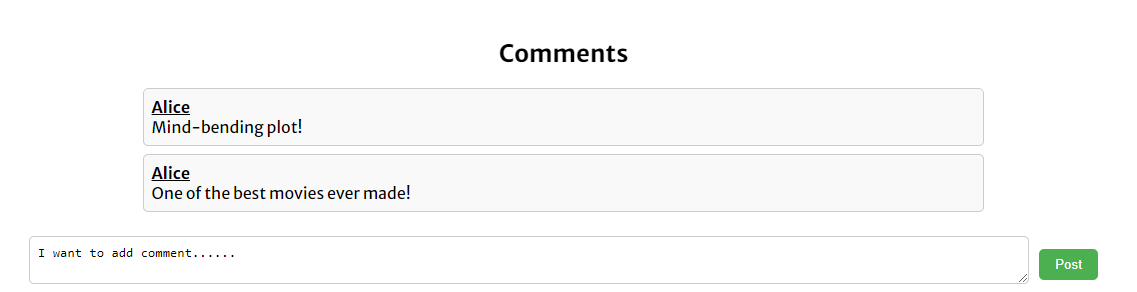 Comments
Alice
Mind-bending plot!
Alice
One of the best movies ever made!
I want to add comment......
Post